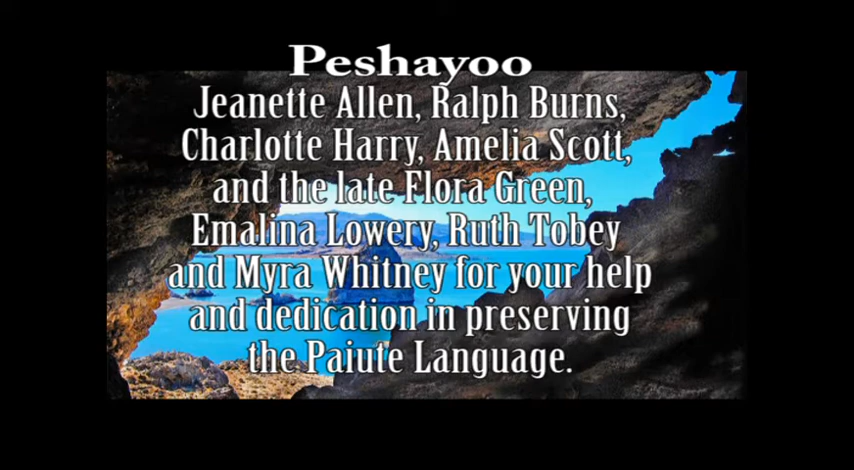 Peshayoo
Jeanette Allen, Ralph Burns,
Charlotte Harry, Amelia Scott,
and the late Flora Green,
Emalina Lowery, Ruth Tobey
and Myra Whitney for your help
and dedication in preserving
the Paiute Language.